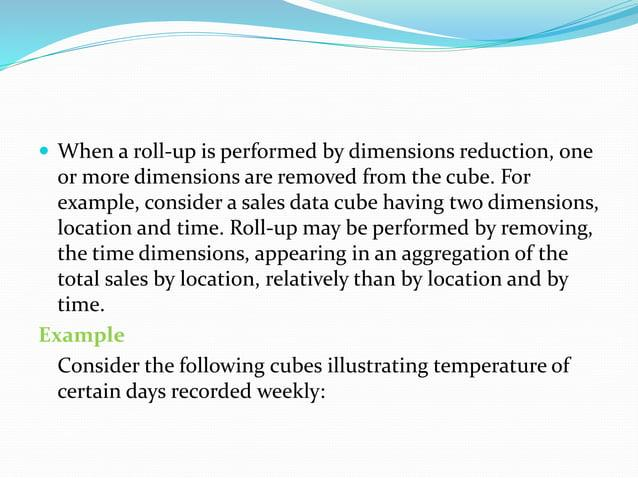 When a roll-up is performed by dimensions reduction, one
or more dimensions are removed from the cube. For
example, consider a sales data cube having two dimensions,
location and time. Roll-up may be performed by removing,
the time dimensions, appearing in an aggregation of the
total sales by location, relatively than by location and by
time.
Example
Consider the following cubes illustrating temperature of
certain days recorded weekly: